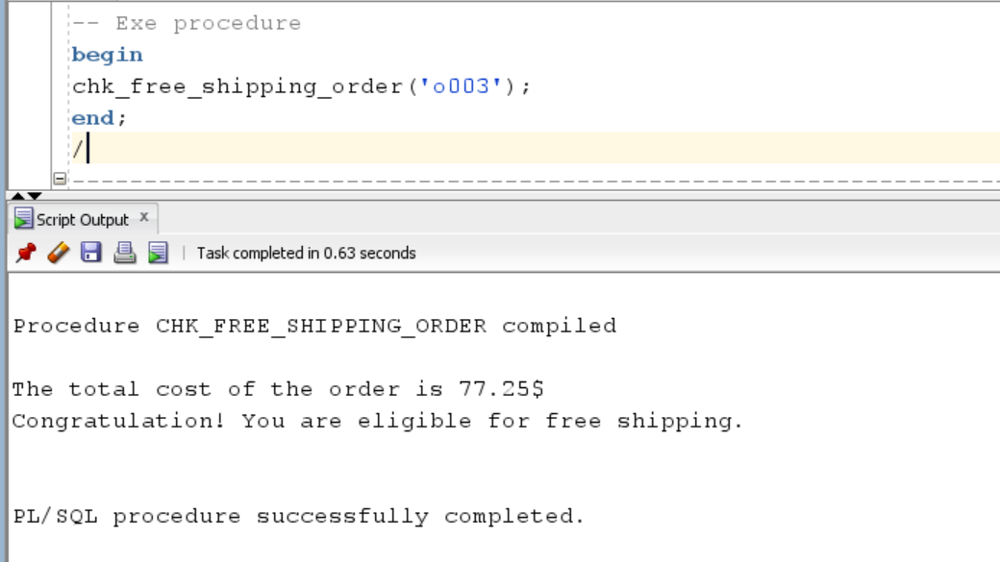 -- Exe procedure
begin
chk_free_shipping_order('o003');
end;
/
Script Output x
Task completed in 0.63 seconds
Procedure CHK_FREE_SHIPPING_ORDER compiled
The total cost of the order is 77.25$
Congratulation! You are eligible for free shipping.
PL/SQL procedure successfully completed.